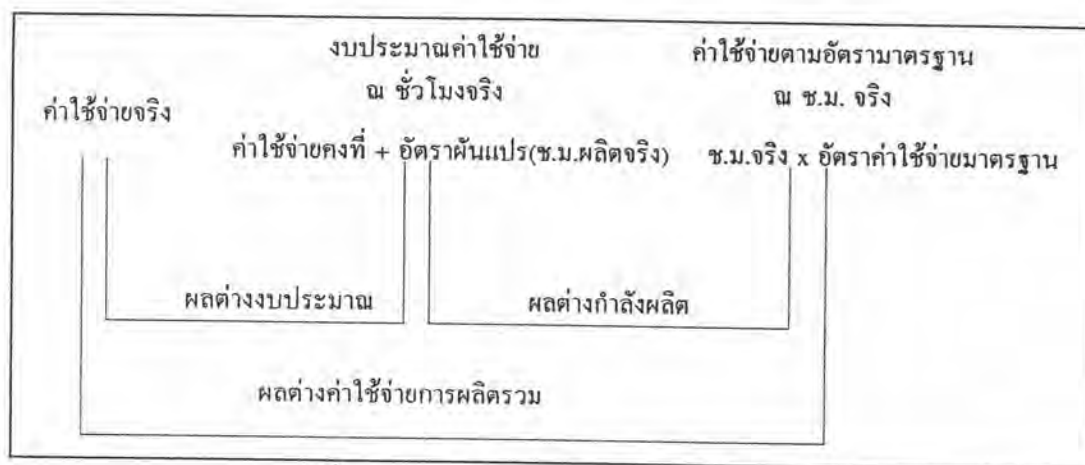 งบประมาณค่าใช้จ่าย
ณ ชั่วโมงจริง
ค่าใช้จ่ายตามอัตรามาตรฐาน
ณ ช.ม. จริง
ค่าใช้จ่ายจริง
ค่าใช้จ่ายคงที่ + อัตราผันแปร(ช.ม.ผลิตจริง)
ช.ม.จริง x อัตราค่าใช้จ่ายมาตรฐาน
ผลต่างงบประมาณ
ผลต่างกำลังผลิต
ผลต่างค่าใช้จ่ายการผลิตรวม